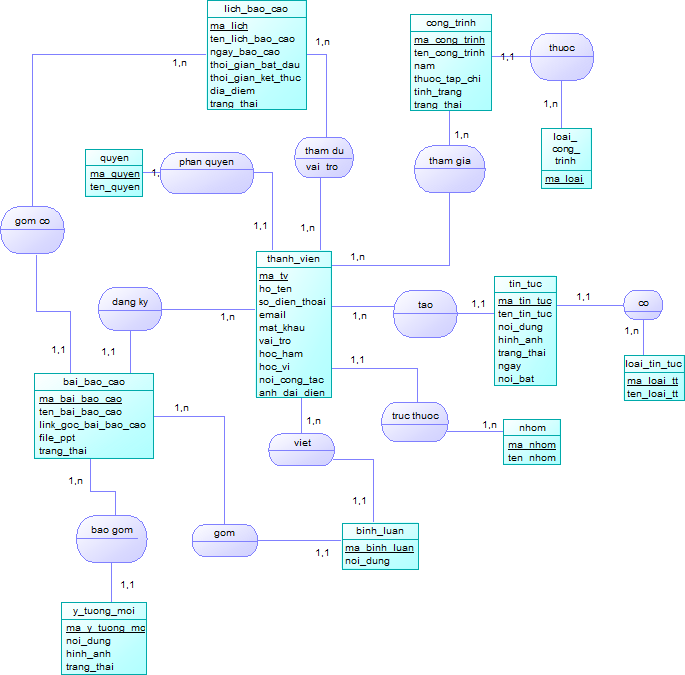 lich_bao_cao
ma_lich
ten_lich_bao_cao
ngay_bao_cao
thoi_gian_bat_dau
thoi_gian_ket_thuc
dia_diem
trang_thai
1,n
1,n
cong_trinh
ma_cong_trinh
ten_cong_trinh
nam
thuoc_tap_chi
tinh_trang
trang_thai
1,1
thuoc
1,n
loai_
cong_
trinh
ma_loai
1,n
tham gia
1,n
tham du
vai_tro
1,n
quyen
ma_quyen
ten_quyen
1,
phan quyen
1,1
gom co
1,1
thanh_vien
ma_tv
ho_ten
so_dien_thoai
email
mat_khau
vai_tro
hoc_ham
hoc_vi
noi_cong_tac
anh_dai_dien
dang ky
1,n
1,1
tao
1,n
1,1
tin_tuc
ma_tin_tuc
ten_tin_tuc
noi_dung
hinh_anh
trang_thai
ngay
noi_bat
1,1
co
1,n
loai_tin_tuc
ma_loai_tt
ten_loai_tt
1,1
truc thuoc
1,n
nhom
ma_nhom
ten_nhom
bai_bao_cao
ma_bai_bao_cao
ten_bai_bao_cao
link_goc_bai_bao_cao
file_ppt
trang_thai
1,n
1,n
viet
1,n
1,1
gom
1,1
binh_luan
ma_binh_luan
noi_dung
bao gom
1,1
y_tuong_moi
ma_y_tuong_mo
noi_dung
hinh_anh
trang_thai